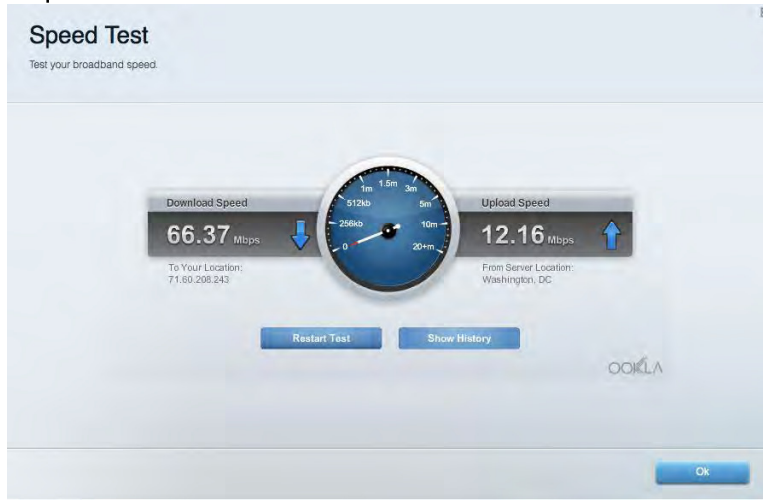 Speed Test
Test your broadband speed.
Download Speed
66.37 Mbps
To Your Location:
71.60.208.243
0
256kb
512kb
1m
1.5m
3m
5m
10m
20+m
Upload Speed
12.16 Mbps
From Server Location:
Washington, DC
Restart Test
Show History
OOKLA
Ok